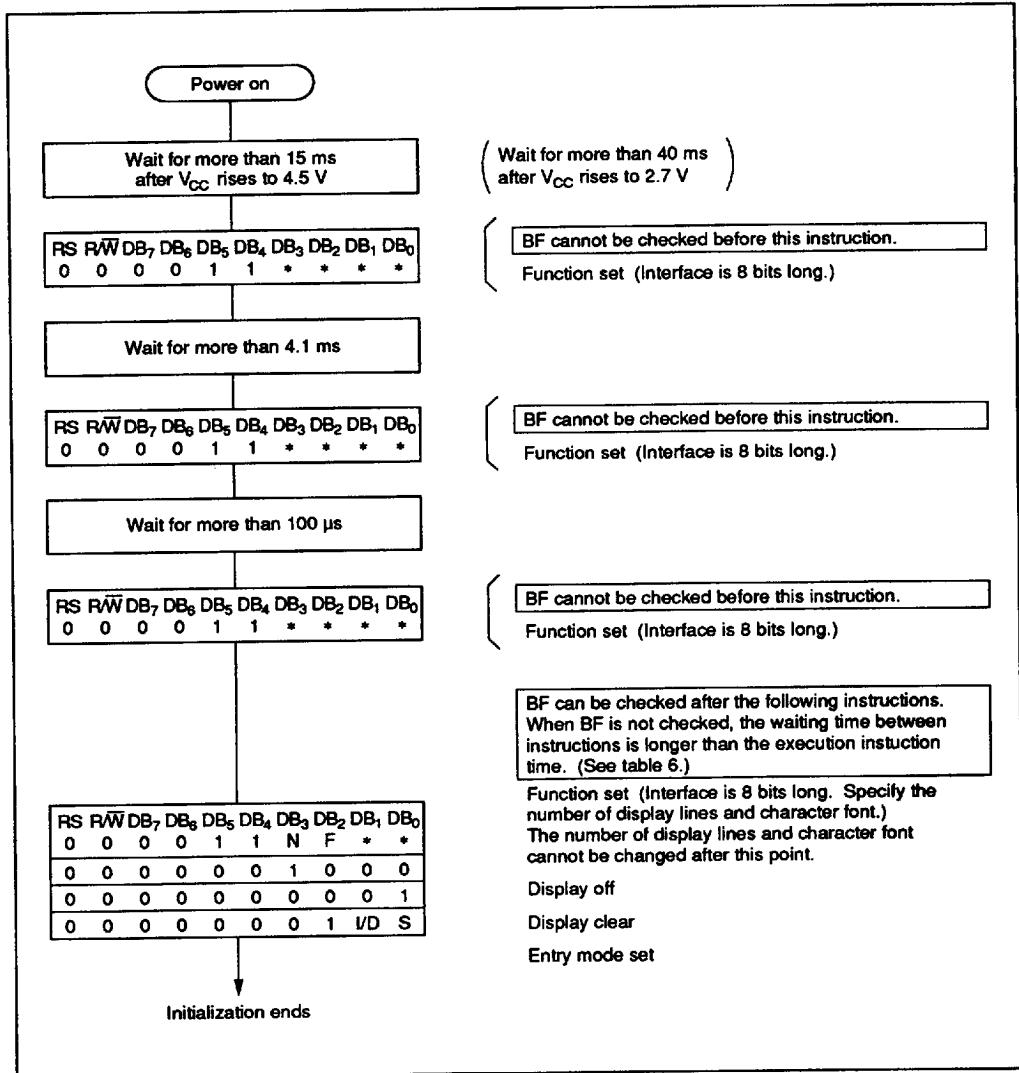 Power on
Wait for more than 15 ms
after VCC rises to 4.5 V
Wait for more than 40 ms
after VCC rises to 2.7 V
RS R/W DB7 DB6 DB5 DB4 DB3 DB2 DB1 DB0
0 0 0 0 1 1 * * * *
BF cannot be checked before this instruction.
Function set (Interface is 8 bits long.)
Wait for more than 4.1 ms
RS R/W DB7 DB6 DB5 DB4 DB3 DB2 DB1 DB0
0 0 0 0 1 1 * * * *
BF cannot be checked before this instruction.
Function set (Interface is 8 bits long.)
Wait for more than 100 µs
RS R/W DB7 DB6 DB5 DB4 DB3 DB2 DB1 DB0
0 0 0 0 1 1 * * * *
BF cannot be checked before this instruction.
Function set (Interface is 8 bits long.)
BF can be checked after the following instructions.
When BF is not checked, the waiting time between
instructions is longer than the execution instuction
time. (See table 6.)
Function set (Interface is 8 bits long. Specify the
number of display lines and character font.)
The number of display lines and character font
cannot be changed after this point.
Display off
Display clear
Entry mode set
RS R/W DB7 DB6 DB5 DB4 DB3 DB2 DB1 DB0
0 0 0 0 1 1 N F * *
0 0 0 0 0 0 1 0 0 0
0 0 0 0 0 0 0 0 0 1
0 0 0 0 0 0 0 1 I/D S
Initialization ends